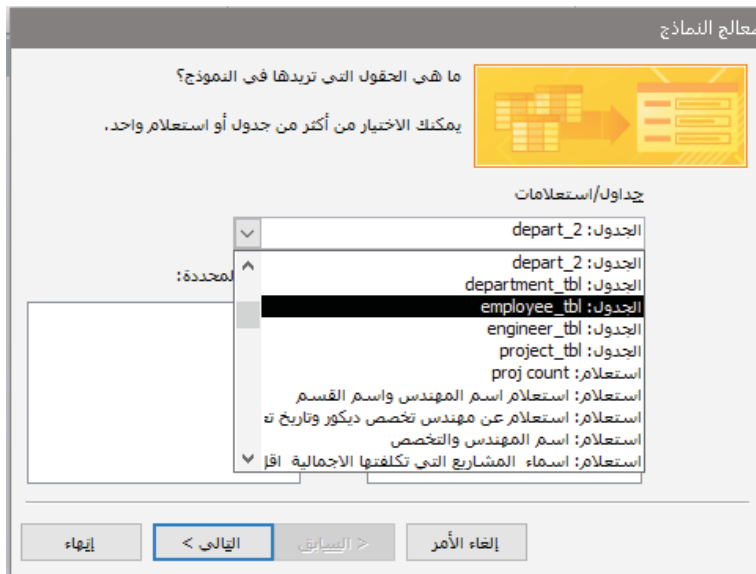 معالج النماذج
ما هي الحقول التي تريدها في النموذج؟
يمكنك الاختيار من أكثر من جدول أو استعلام واحد.
جداول/استعلامات
الجدول: depart_2
الجدول: depart_2
المحددة:
الجدول: department_tbl
الجدول: employee_tbl
الجدول: engineer_tbl
الجدول: project_tbl
استعلام: proj count
استعلام: استعلام اسم المهندس واسم القسم
استعلام: استعلام عن مهندس تخصص ديكور وتاريخ
استعلام: اسم المهندس والتخصص
استعلام: اسماء المشاريع التي تكلفتها الاجمالية
إلغاء الأمر
< السابق
التالي >
إنهاء